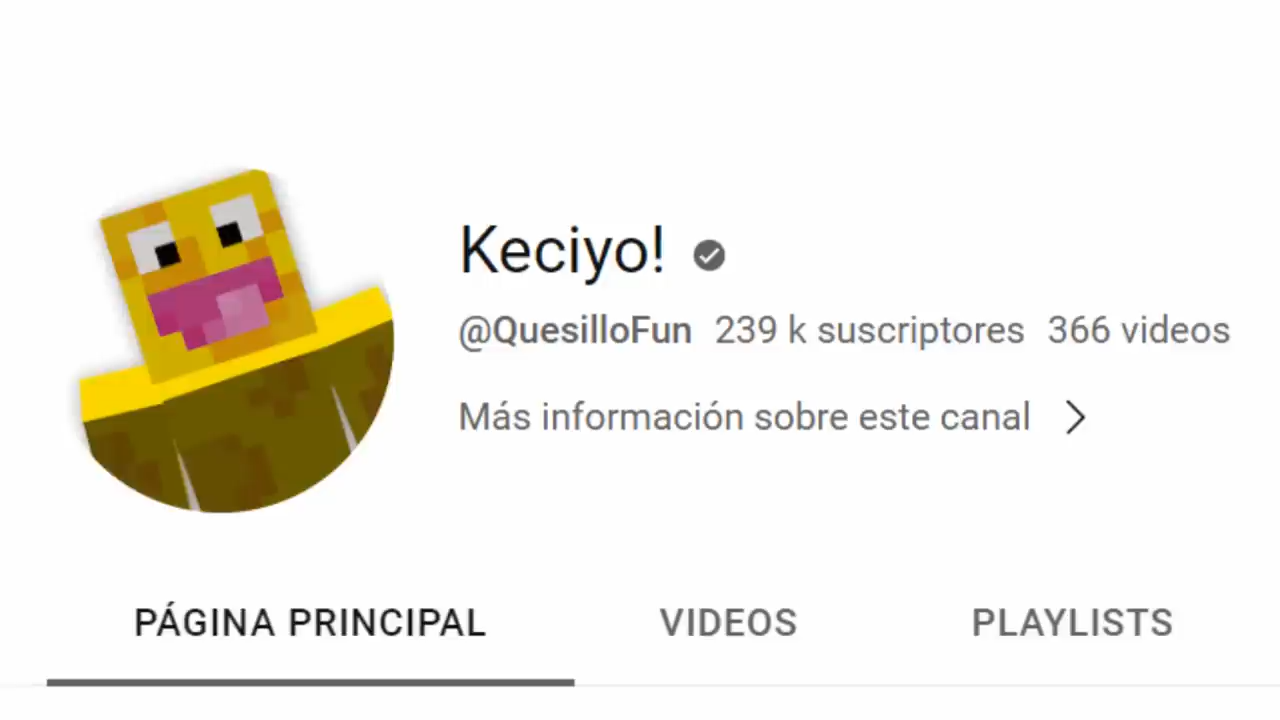 Keciyo!
@QuesilloFun 239 k suscriptores 366 videos
Más información sobre este canal
PÁGINA PRINCIPAL VIDEOS PLAYLISTS